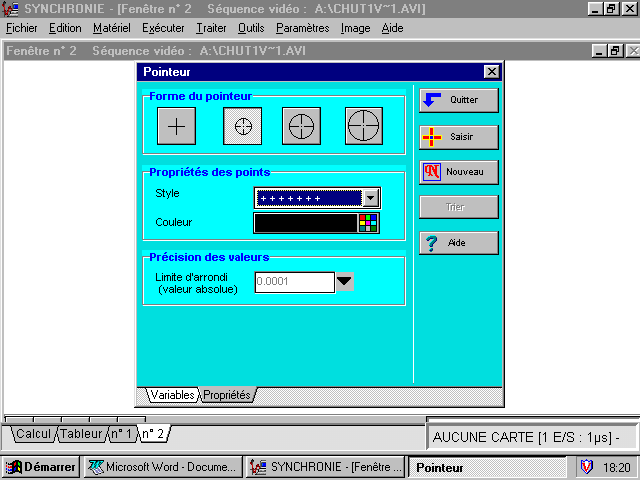 SYNCHRONIE - [Fenêtre n° 2 Séquence vidéo : A:\CHUT1V~1.AVI]
Fichier Edition Matériel Exécuter Traiter Outils Paramètres Image Aide
Fenêtre n° 2 Séquence vidéo : A:\CHUT1V~1.AVI
Pointeur
Forme du pointeur
Quitter
Saisir
Propriétés des points
Nouveau
Style + + + + + + +
Trier
Couleur
Aide
Précision des valeurs
Limite d'arrondi
(valeur absolue) 0.0001
Variables Propriétés
Calcul Tableur n° 1 n° 2
AUCUNE CARTE [1 E/S : 1µs] -
Démarrer Microsoft Word - Docume... SYNCHRONIE - [Fenêtre ... Pointeur 18:20